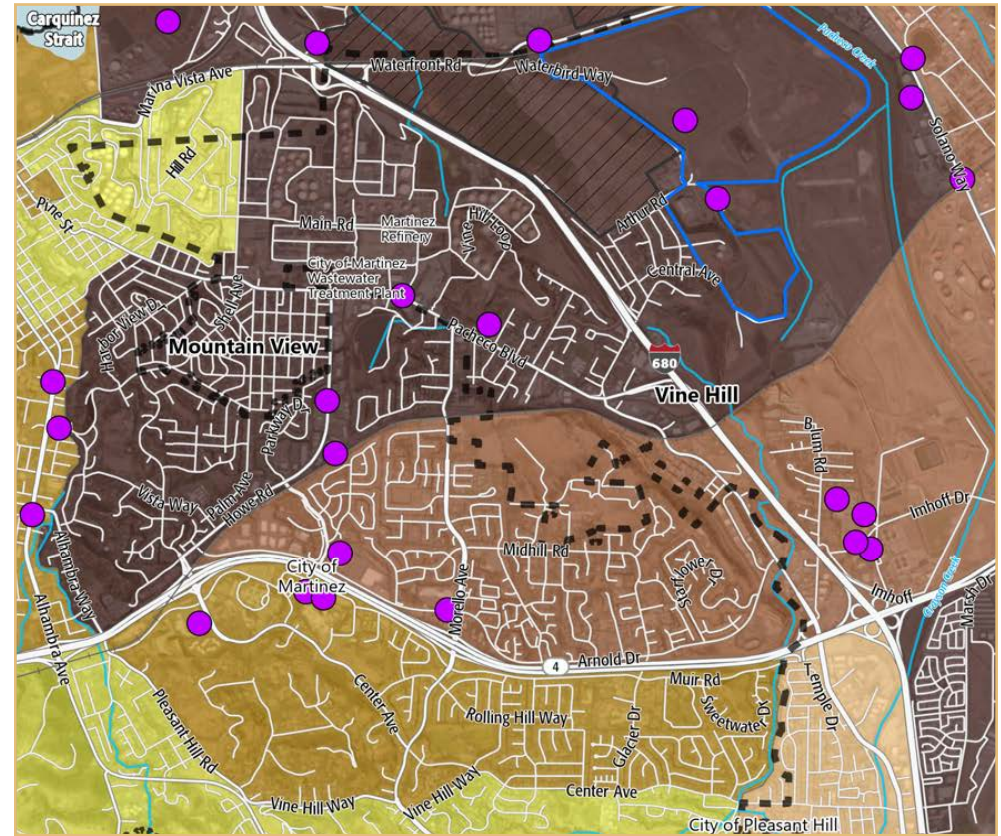 Carquinez
Strait
Marina Vista Ave
Waterfront Rd
Waterbird Way
Pacheco Creek
Solano Way
Hill Rd
Pine St
Main Rd
Martinez
Refinery
Hilltop
Vine
Arthur Rd
Central Ave
City of Martinez
Wastewater
Treatment Plant
Shell Ave
Harbor View Dr
Mountain View
Pacheco Blvd
680
Vine Hill
Parkway Dr
Blum Rd
Vista Way
Palm Ave
Howe Rd
Imhoff Dr
Midhill Rd
Starflower Dr
City of
Martinez
Alhambra Way
Alhambra Ave
Morello Ave
Imhoff
Grayson Creek
Marsh Dr
4
Arnold Dr
Muir Rd
Temple Dr
Sweetwater Dr
Pleasant Hill Rd
Center Ave
Rolling Hill Way
Glacier Dr
Vine Hill Way
Vine Hill Way
Center Ave
City of Pleasant Hill